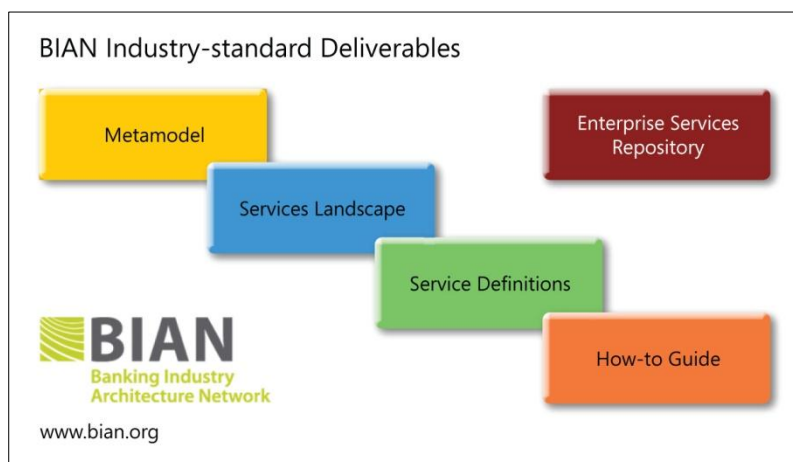 BIAN Industry-standard Deliverables
Metamodel
Enterprise Services
Repository
Services Landscape
Service Definitions
How-to Guide
BIAN
Banking Industry
Architecture Network
www.bian.org